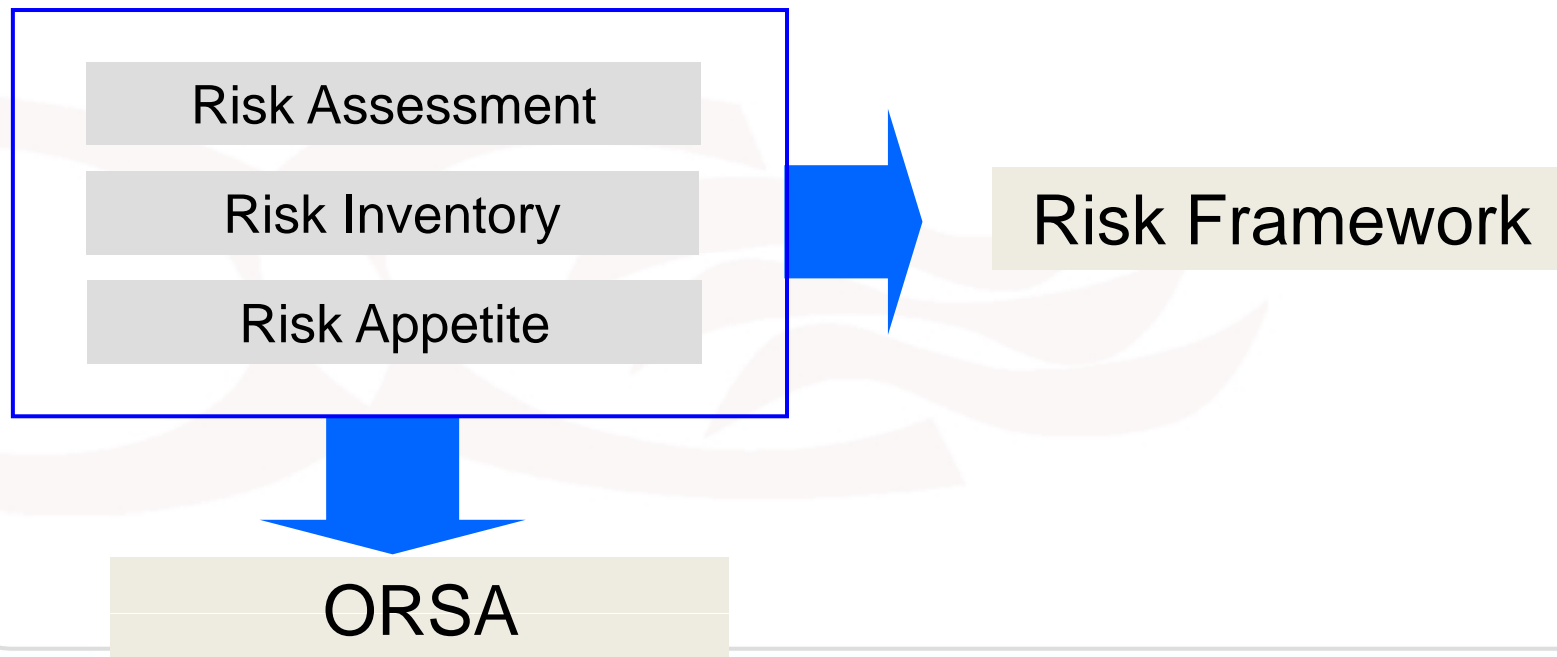 Risk Assessment
Risk Inventory
Risk Appetite
Risk Framework
ORSA